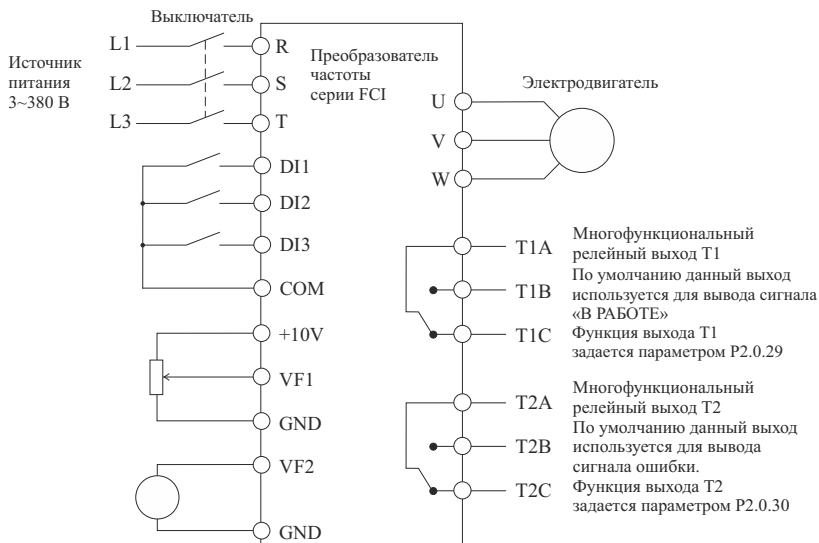 Выключатель
Источник
питания
3~380 В
L1
L2
L3
R
S
T
Преобразователь
частоты
серии FCI
Электродвигатель
U
V
W
DI1
DI2
DI3
COM
+10V
VF1
GND
VF2
GND
T1A
T1B
T1C
Многофункциональный
релейный выход T1
По умолчанию данный выход
используется для вывода сигнала
«В РАБОТЕ»
Функция выхода T1
задается параметром P2.0.29
T2A
T2B
T2C
Многофункциональный
релейный выход T2
По умолчанию данный выход
используется для вывода
сигнала ошибки.
Функция выхода T2
задается параметром P2.0.30